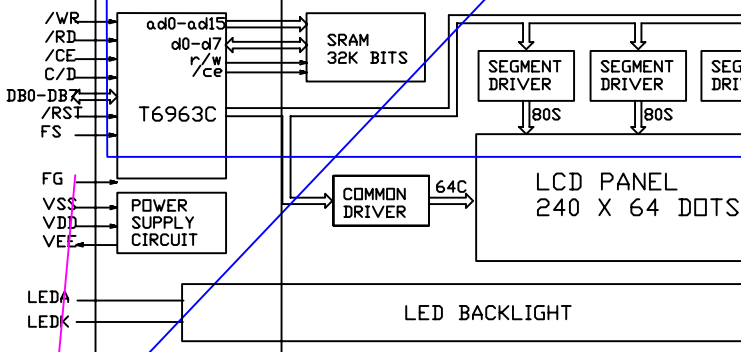 /WR
/RD
/CE
C/D
DB0-DB7
/RST
FS
ad0-ad15
d0-d7
r/w
/ce
T6963C
SRAM
32K BITS
SEGMENT
DRIVER
80S
SEGMENT
DRIVER
80S
FG
VSS
VDD
VEE
POWER
SUPPLY
CIRCUIT
COMMON
DRIVER
64C
LCD PANEL
240 X 64 DOTS
LEDA
LEDK
LED BACKLIGHT